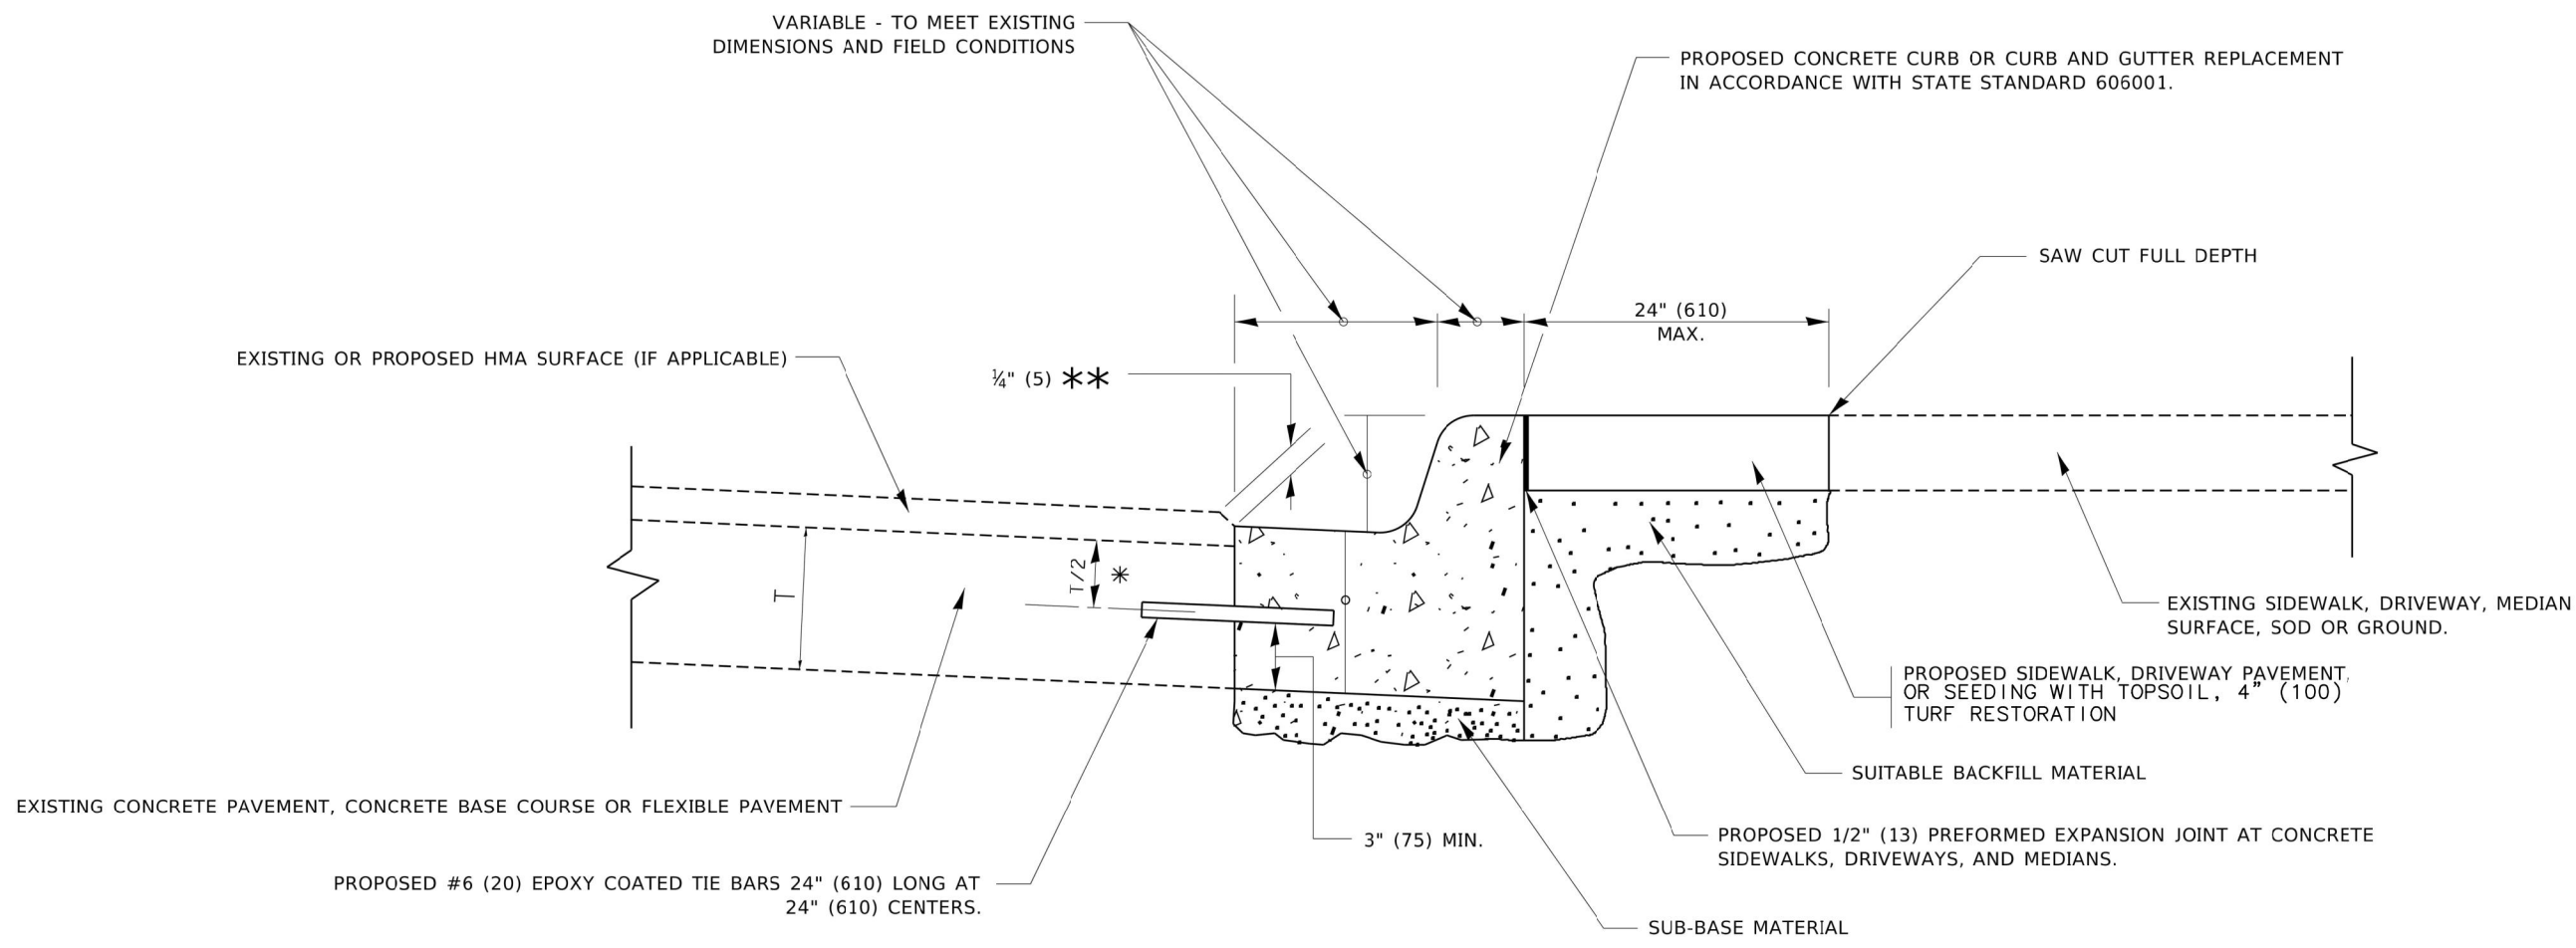 VARIABLE - TO MEET EXISTING
DIMENSIONS AND FIELD CONDITIONS
PROPOSED CONCRETE CURB OR CURB AND GUTTER REPLACEMENT
IN ACCORDANCE WITH STATE STANDARD 606001.
SAW CUT FULL DEPTH
24" (610)
MAX.
EXISTING OR PROPOSED HMA SURFACE (IF APPLICABLE)
¼" (5) **
T
T/2
*
EXISTING SIDEWALK, DRIVEWAY, MEDIAN
SURFACE, SOD OR GROUND.
PROPOSED SIDEWALK, DRIVEWAY PAVEMENT,
OR SEEDING WITH TOPSOIL, 4" (100)
TURF RESTORATION
SUITABLE BACKFILL MATERIAL
EXISTING CONCRETE PAVEMENT, CONCRETE BASE COURSE OR FLEXIBLE PAVEMENT
3" (75) MIN.
PROPOSED 1/2" (13) PREFORMED EXPANSION JOINT AT CONCRETE
SIDEWALKS, DRIVEWAYS, AND MEDIANS.
PROPOSED #6 (20) EPOXY COATED TIE BARS 24" (610) LONG AT
24" (610) CENTERS.
SUB-BASE MATERIAL